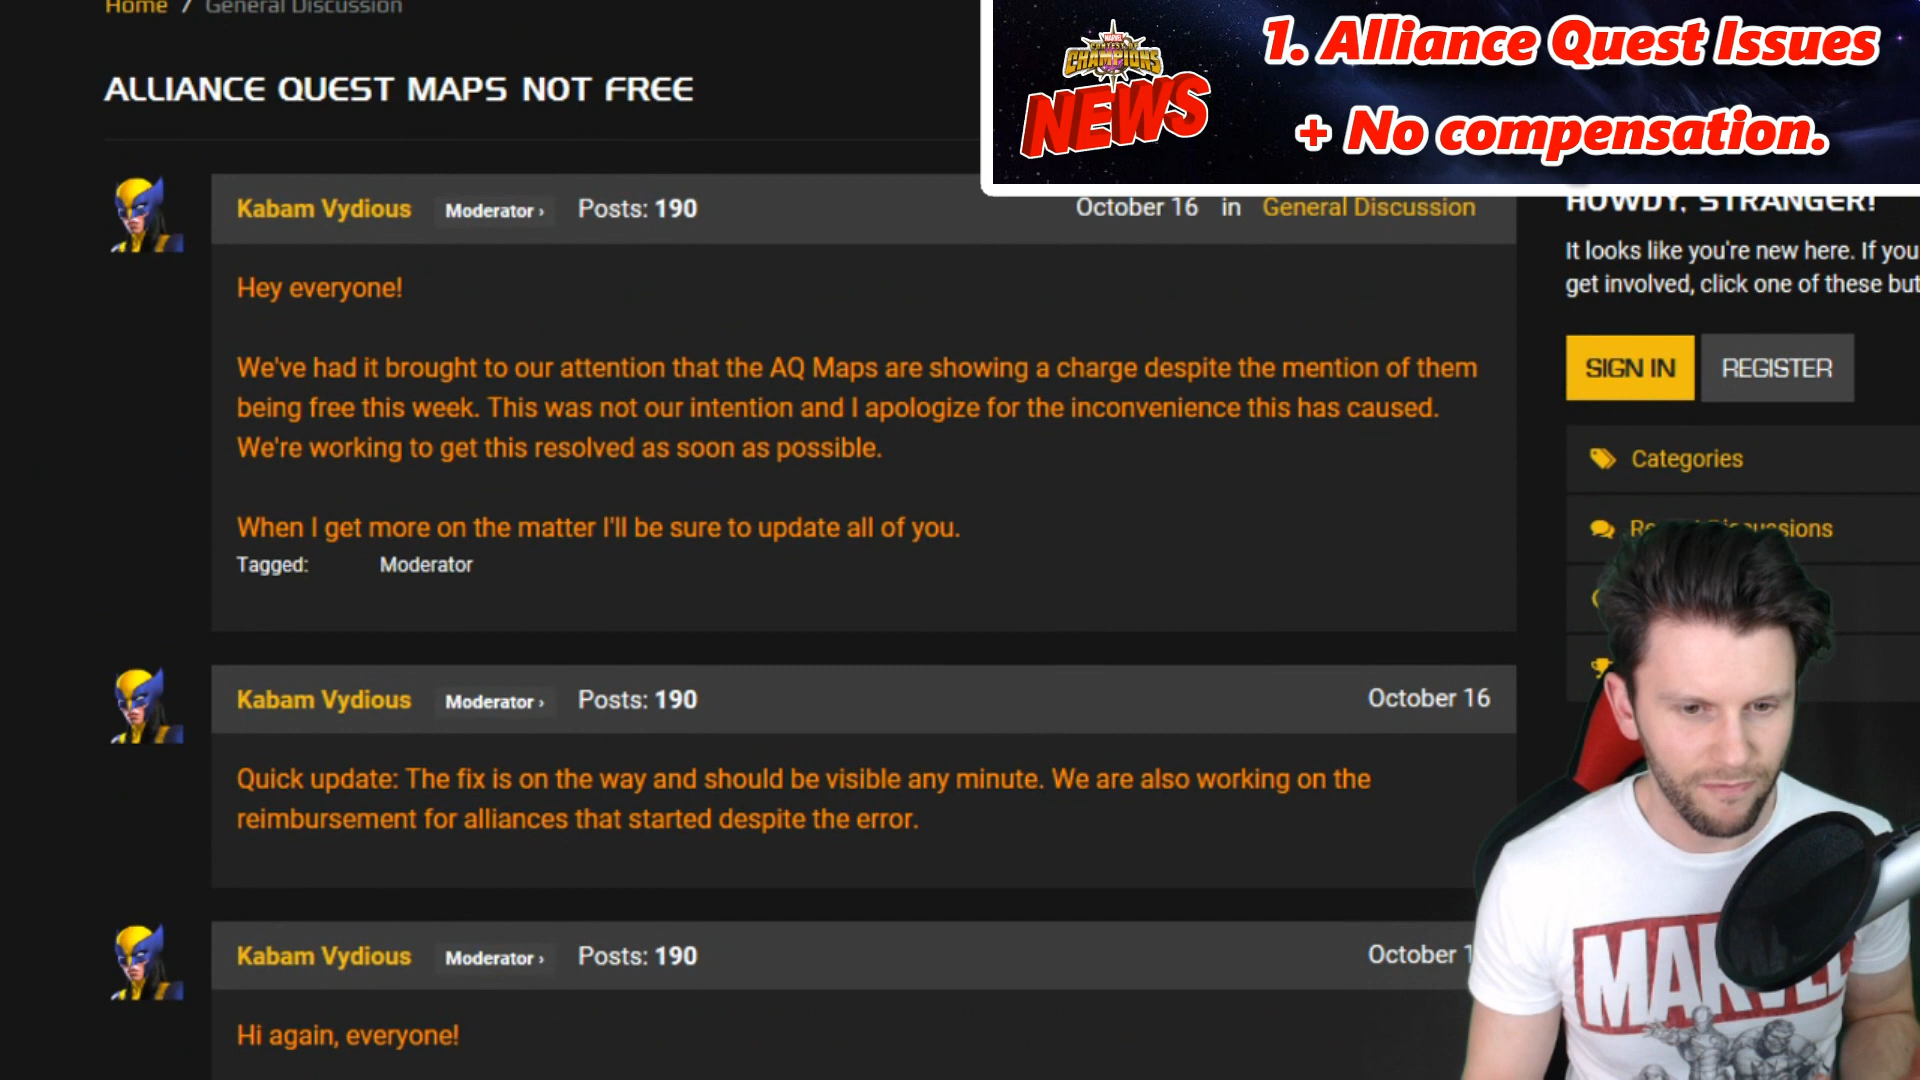 Home / General Discussion
ALLIANCE QUEST MAPS NOT FREE
MARVEL
CONTEST OF
CHAMPIONS
NEWS
1. Alliance Quest Issues
+ No compensation.
Kabam Vydious Moderator › Posts: 190 October 16 in General Discussion
Hey everyone!
We've had it brought to our attention that the AQ Maps are showing a charge despite the mention of them
being free this week. This was not our intention and I apologize for the inconvenience this has caused.
We're working to get this resolved as soon as possible.
When I get more on the matter I'll be sure to update all of you.
Tagged: Moderator
HOWDY, STRANGER!
It looks like you're new here. If you
get involved, click one of these but
SIGN IN REGISTER
Categories
Kabam Vydious Moderator › Posts: 190 October 16
Quick update: The fix is on the way and should be visible any minute. We are also working on the
reimbursement for alliances that started despite the error.
Kabam Vydious Moderator › Posts: 190 October
Hi again, everyone!
MARVEL